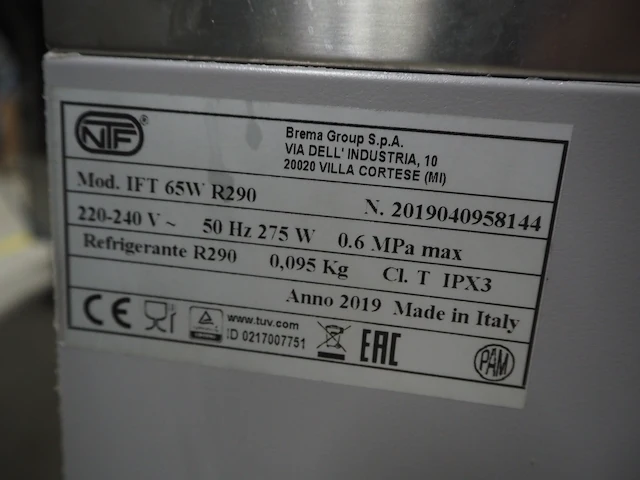 NTF ®
Brema Group S.p.A.
VIA DELL' INDUSTRIA, 10
20020 VILLA CORTESE (MI)
Mod. IFT 65W R290 N. 2019040958144
220-240 V ~ 50 Hz 275 W 0.6 MPa max
Refrigerante R290 0,095 Kg Cl. T IPX3
Anno 2019 Made in Italy
CE www.tuv.com EAC PAM
ID 0217007751